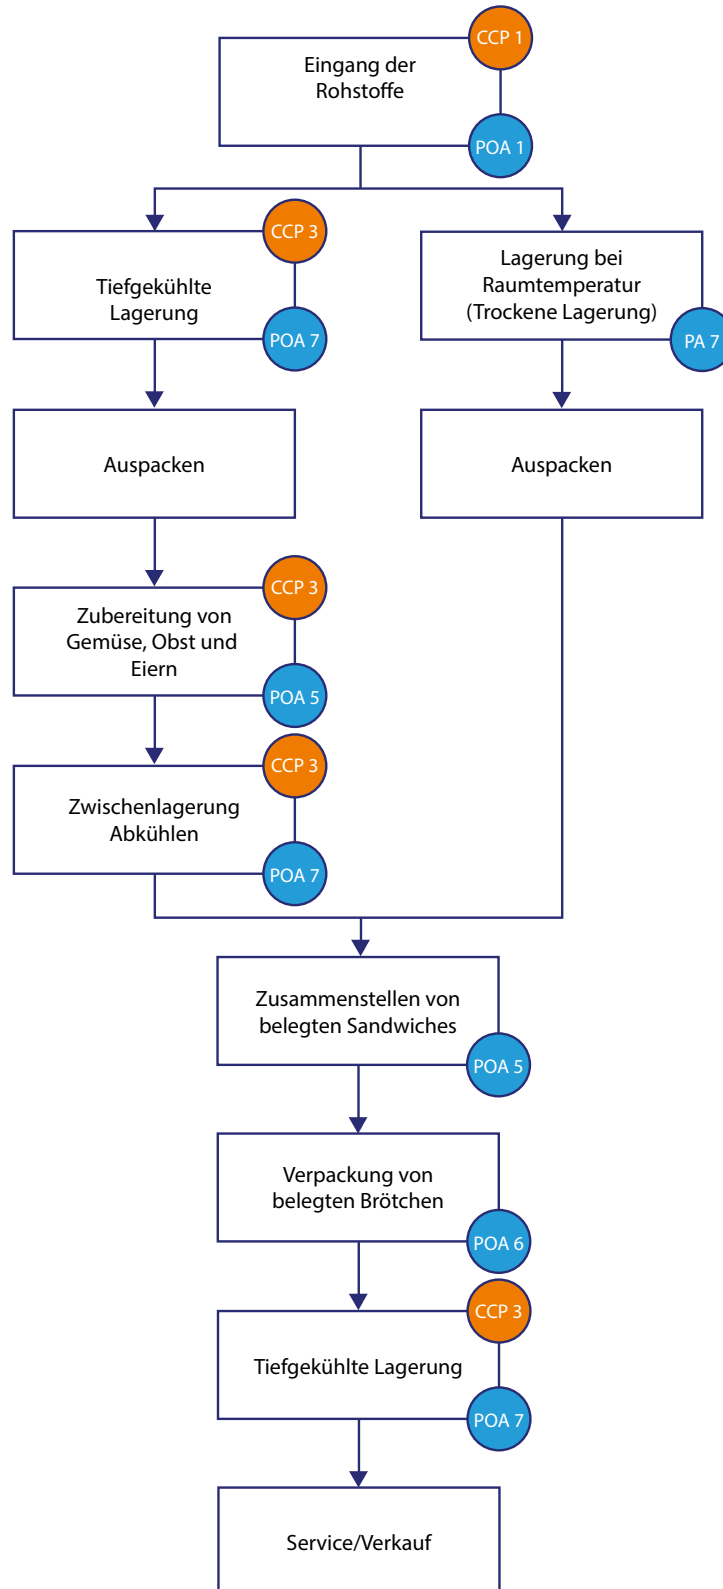 CCP 1
Eingang der
Rohstoffe
POA 1
CCP 3
Tiefgekühlte
Lagerung
POA 7
Lagerung bei
Raumtemperatur
(Trockene Lagerung)
PA 7
Auspacken
Auspacken
CCP 3
Zubereitung von
Gemüse, Obst und
Eiern
POA 5
CCP 3
Zwischenlagerung
Abkühlen
POA 7
Zusammenstellen von
belegten Sandwiches
POA 5
Verpackung von
belegten Brötchen
POA 6
CCP 3
Tiefgekühlte Lagerung
POA 7
Service/Verkauf